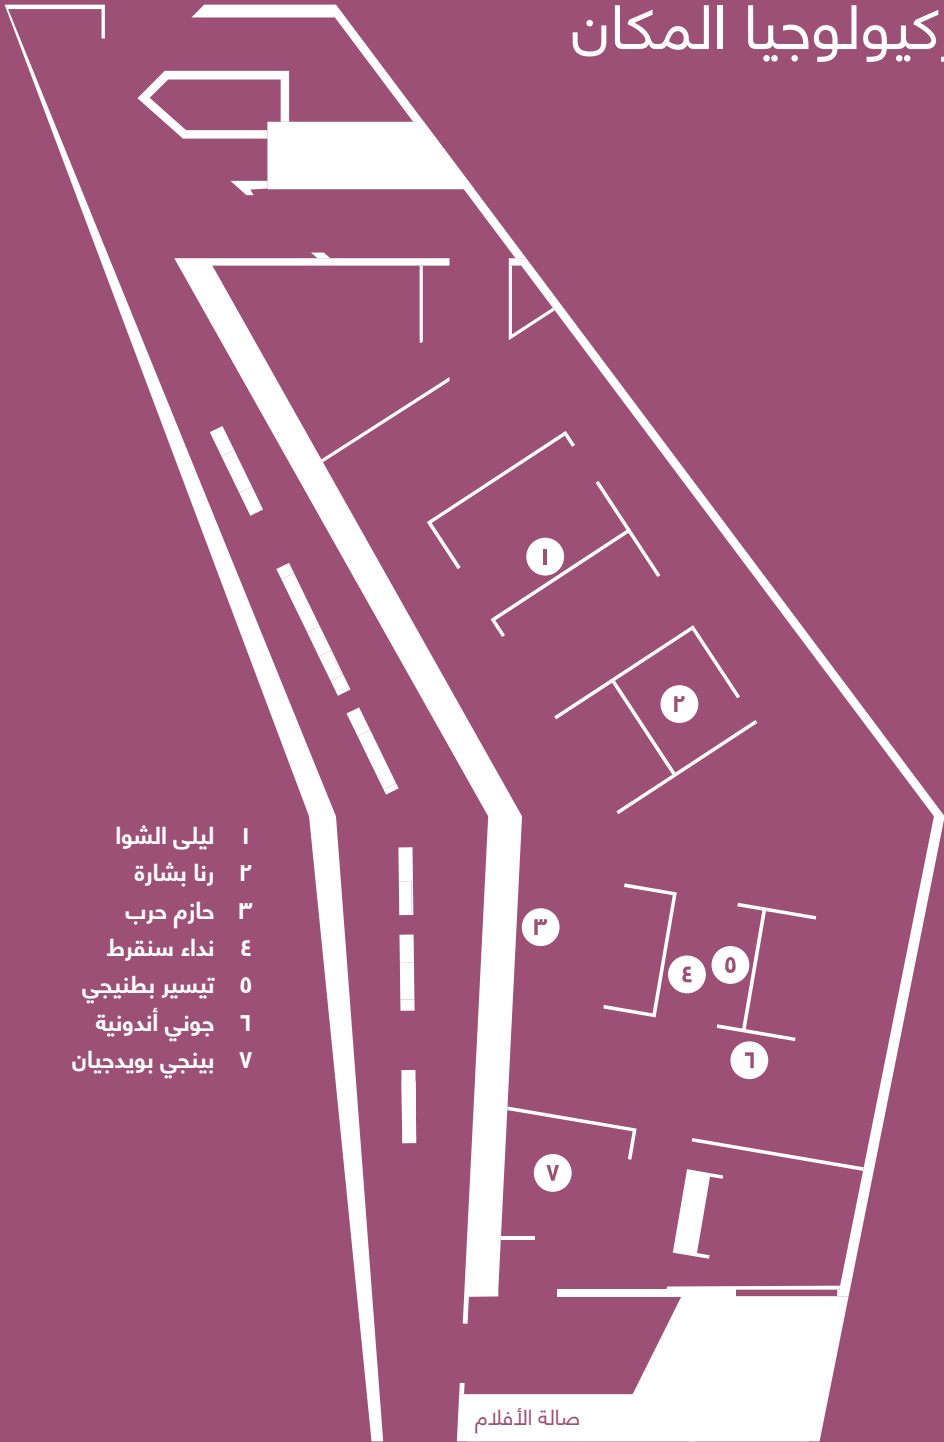 كيولوجيا المكان
١
٢
٣
٤
٥
٦
٧
١ ليلى الشوا
٢ رنا بشارة
٣ حازم حرب
٤ نداء سنقرط
٥ تيسير بطنيجي
٦ جوني أندونية
٧ بينجي بويدجيان
صالة الأفلام